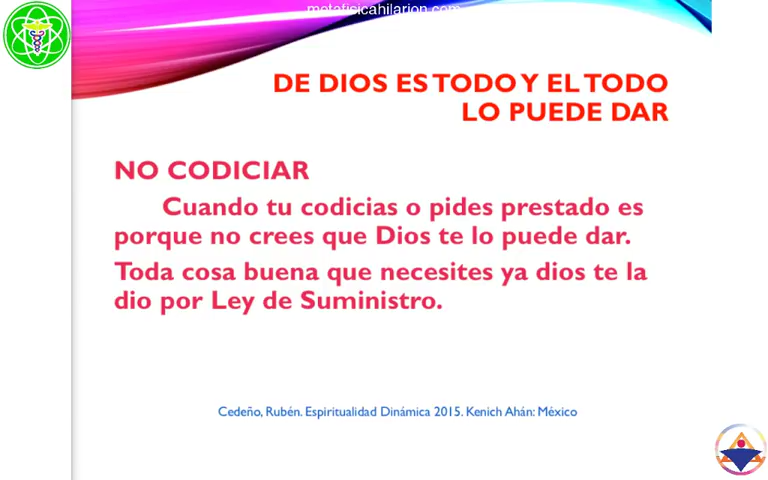 metafisicahilarion.com
DE DIOS ES TODO Y EL TODO
LO PUEDE DAR
NO CODICIAR
Cuando tu codicias o pides prestado es
porque no crees que Dios te lo puede dar.
Toda cosa buena que necesites ya dios te la
dio por Ley de Suministro.
Cedeño, Rubén. Espiritualidad Dinámica 2015. Kenich Ahán: México